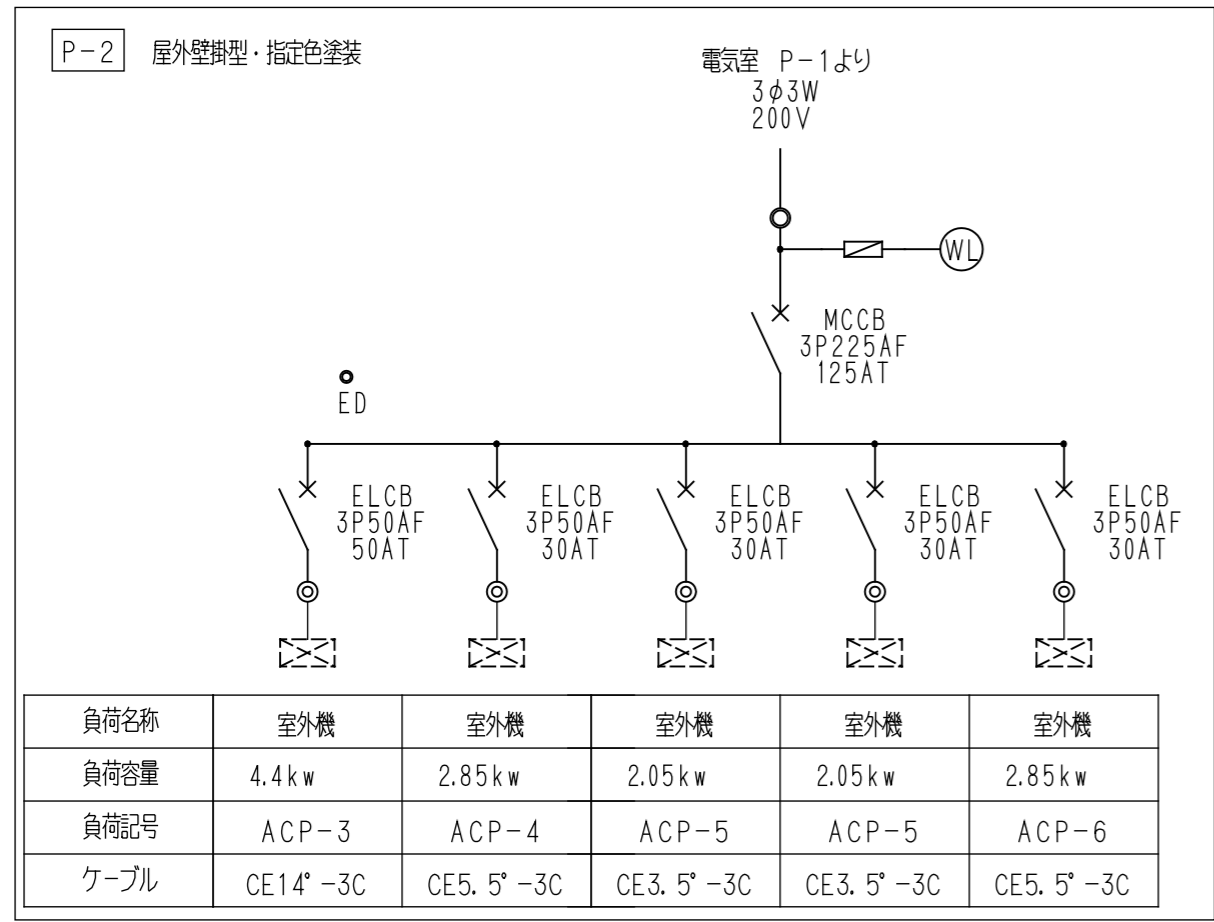 P-2 屋外壁掛型・指定色塗装
電気室 P-1より
3φ3W
200V
WL
MCCB
3P225AF
125AT
ED
ELCB
3P50AF
50AT
ELCB
3P50AF
30AT
ELCB
3P50AF
30AT
ELCB
3P50AF
30AT
ELCB
3P50AF
30AT
負荷名称 室外機 室外機 室外機 室外機 室外機
負荷容量 4.4kw 2.85kw 2.05kw 2.05kw 2.85kw
負荷記号 ACP-3 ACP-4 ACP-5 ACP-5 ACP-6
ケーブル CE14゜-3C CE5.5゜-3C CE3.5゜-3C CE3.5゜-3C CE5.5゜-3C